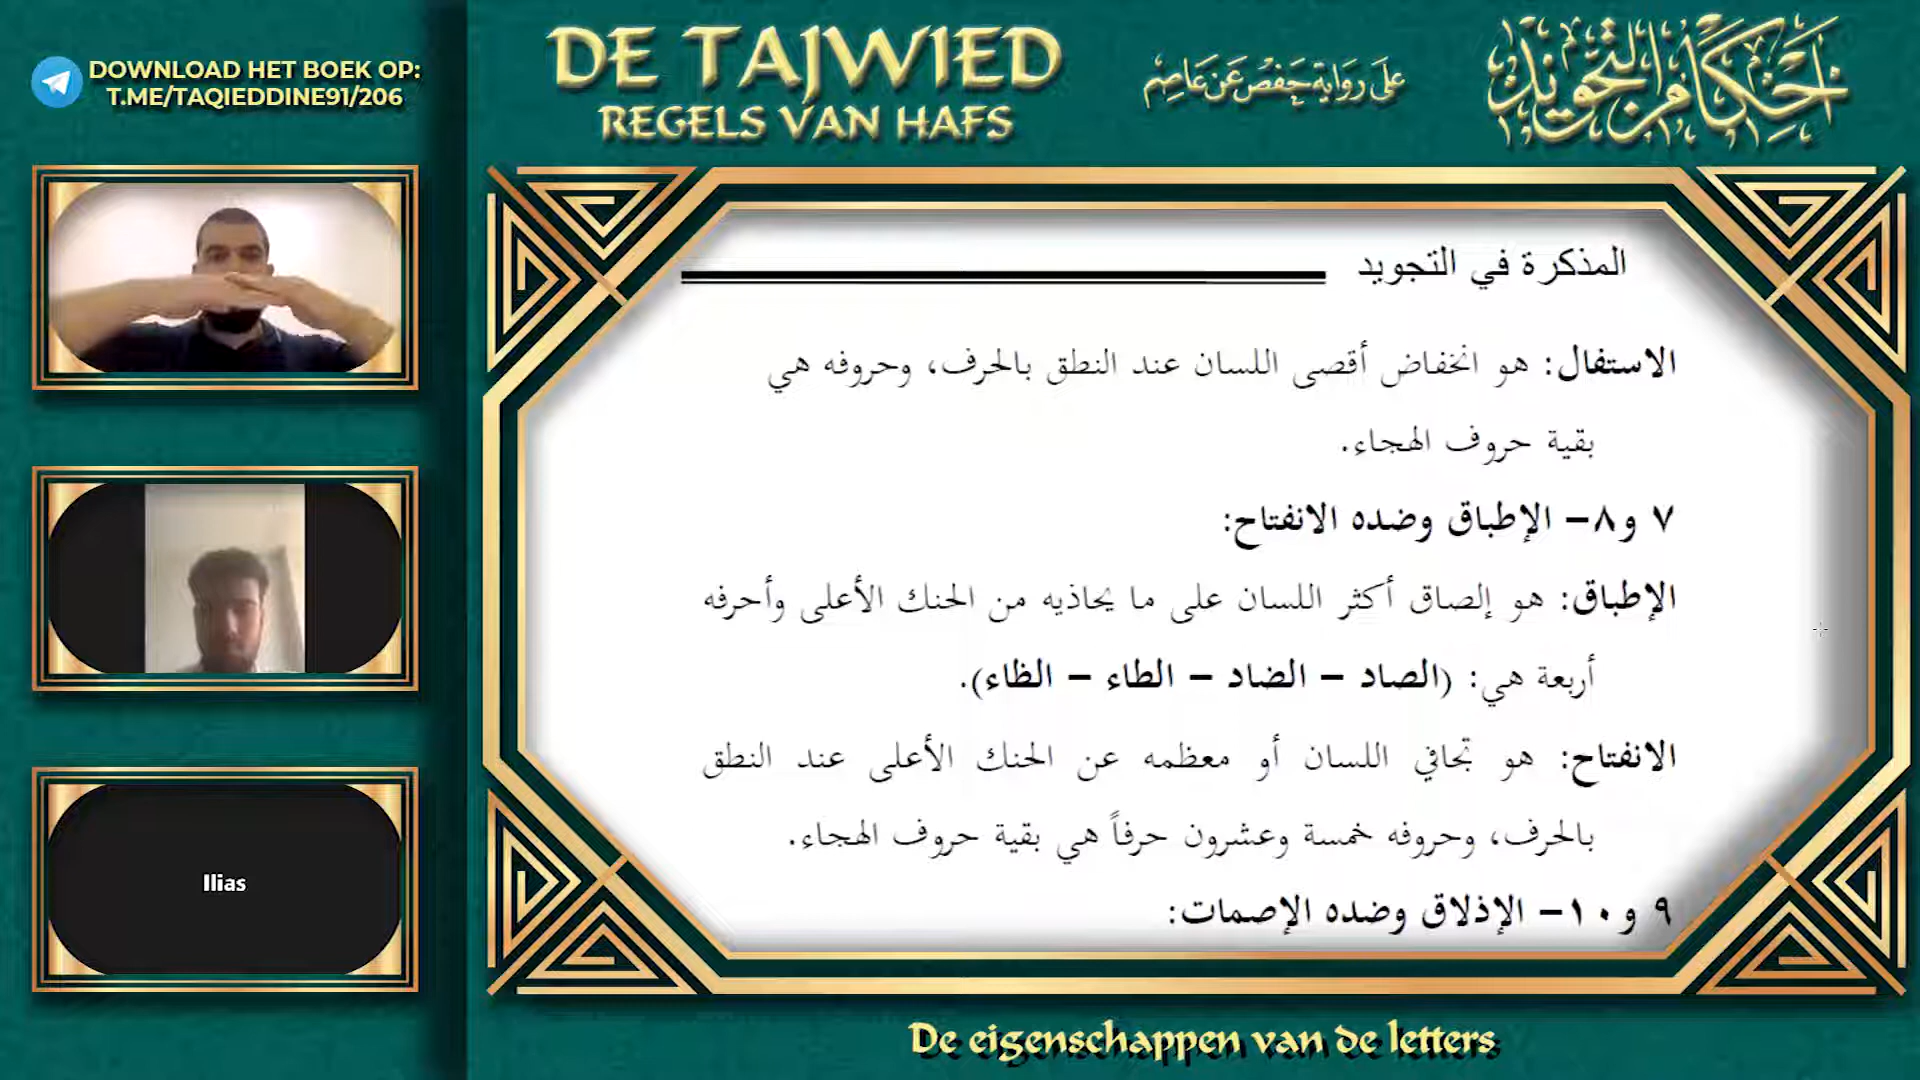 DOWNLOAD HET BOEK OP:
T.ME/TAQIEDDINE91/206
DE TAJWIED
REGELS VAN HAFS
على رواية حفص عن عاصم
أحكام التجويد
المذكرة في التجويد
الاستفال: هو انخفاض أقصى اللسان عند النطق بالحرف، وحروفه هي
بقية حروف الهجاء.
٧ و٨- الإطباق وضده الانفتاح:
الإطباق: هو إلصاق أكثر اللسان على ما يحاذيه من الحنك الأعلى وأحرفه
أربعة هي: (الصاد – الضاد – الطاء – الظاء).
الانفتاح: هو تجافي اللسان أو معظمه عن الحنك الأعلى عند النطق
بالحرف، وحروفه خمسة وعشرون حرفاً هي بقية حروف الهجاء.
٩ و١٠- الإذلاق وضده الإصمات:
Ilias
De eigenschappen van de letters